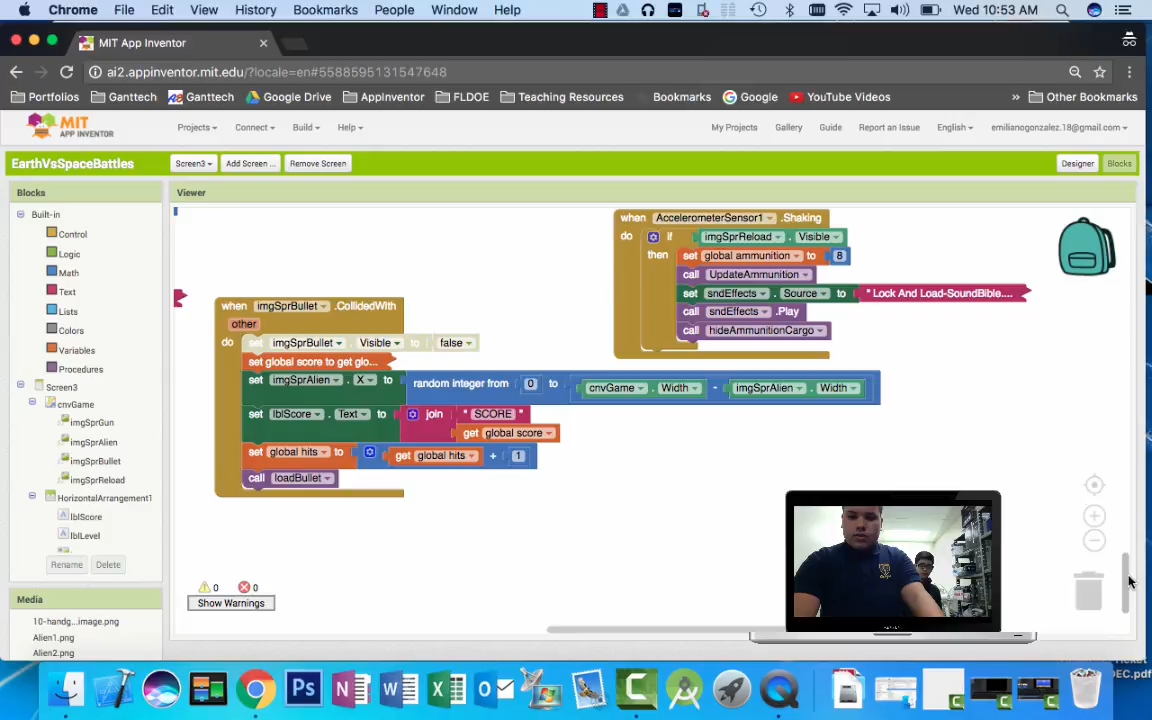 Chrome File Edit View History Bookmarks People Window Help Wed 10:53 AM
MIT App Inventor
ai2.appinventor.mit.edu/?locale=en#5588595131547648
Portfolios Ganttech Ganttech Google Drive AppInventor FLDOE Teaching Resources Bookmarks Google YouTube Videos » Other Bookmarks
MIT
APP INVENTOR
Projects Connect Build Help My Projects Gallery Guide Report an Issue English emilianogonzalez.18@gmail.com
EarthVsSpaceBattles Screen3 Add Screen ... Remove Screen Designer Blocks
Blocks Viewer
Built-in
Control
Logic
Math
Text
Lists
Colors
Variables
Procedures
Screen3
cnvGame
imgSprGun
imgSprAlien
imgSprBullet
imgSprReload
HorizontalArrangement1
lblScore
lblLevel
Rename Delete
Media
10-handg...image.png
Alien1.png
Alien2.png
when AccelerometerSensor1 .Shaking
do if imgSprReload . Visible
then set global ammunition to 8
call UpdateAmmunition
set sndEffects . Source to " Lock And Load-SoundBible....
call sndEffects .Play
call hideAmmunitionCargo
when imgSprBullet .CollidedWith
other
do set imgSprBullet . Visible to false
set global score to get glo...
set imgSprAlien . X to random integer from 0 to cnvGame . Width - imgSprAlien . Width
set lblScore . Text to join " SCORE "
get global score
set global hits to get global hits + 1
call loadBullet
0 0
Show Warnings
DEC.pdf